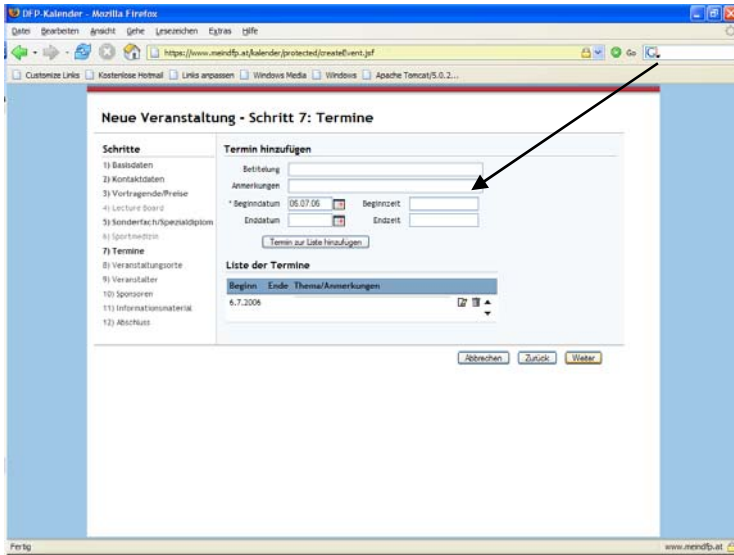 DFP-Kalender - Mozilla Firefox
Datei Bearbeiten Ansicht Gehe Lesezeichen Extras Hilfe
https://www.meindfp.at/kalender/protected/createEvent.jsf Go
Customize Links Kostenlose Hotmail Links anpassen Windows Media Windows Apache Tomcat/5.0.2...
Neue Veranstaltung - Schritt 7: Termine
Schritte
1) Basisdaten
2) Kontaktdaten
3) Vortragende/Preise
4) Lecture Board
5) Sonderfach/Spezialdiplom
6) Sportmedizin
7) Termine
8) Veranstaltungsorte
9) Veranstalter
10) Sponsoren
11) Informationsmaterial
12) Abschluss
Termin hinzufügen
Betitelung
Anmerkungen
* Beginndatum 06.07.06 Beginnzeit
Enddatum Endzeit
Termin zur Liste hinzufügen
Liste der Termine
Beginn Ende Thema/Anmerkungen
6.7.2006
Abbrechen Zurück Weiter
Fertig www.meindfp.at